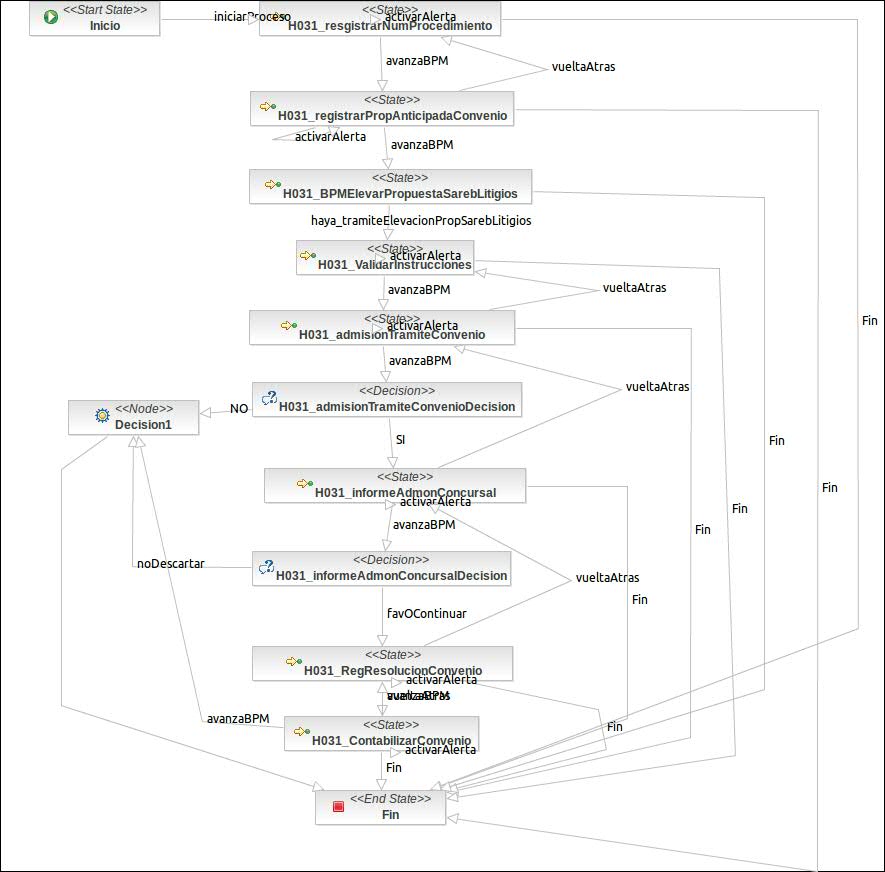 <<Start State>>
Inicio
iniciarProceso
<<State>>
activarAlerta
H031_resgistrarNumProcedimiento
avanzaBPM
vueltaAtras
<<State>>
H031_registrarPropAnticipadaConvenio
activarAlerta
avanzaBPM
<<State>>
H031_BPMElevarPropuestaSarebLitigios
haya_tramiteElevacionPropSarebLitigios
<<State>>
activarAlerta
H031_ValidarInstrucciones
avanzaBPM
vueltaAtras
<<State>>
activarAlerta
H031_admisionTramiteConvenio
Fin
avanzaBPM
vueltaAtras
<<Decision>>
H031_admisionTramiteConvenioDecision
NO
<<Node>>
Decision1
SI
Fin
<<State>>
H031_informeAdmonConcursal
activarAlerta
Fin
Fin
avanzaBPM
Fin
<<Decision>>
H031_informeAdmonConcursalDecision
noDescartar
vueltaAtras
Fin
favOContinuar
<<State>>
H031_RegResolucionConvenio
activarAlerta
vueltaAtras
avanzaBPM
avanzaBPM
<<State>>
H031_ContabilizarConvenio
activarAlerta
Fin
Fin
<<End State>>
Fin